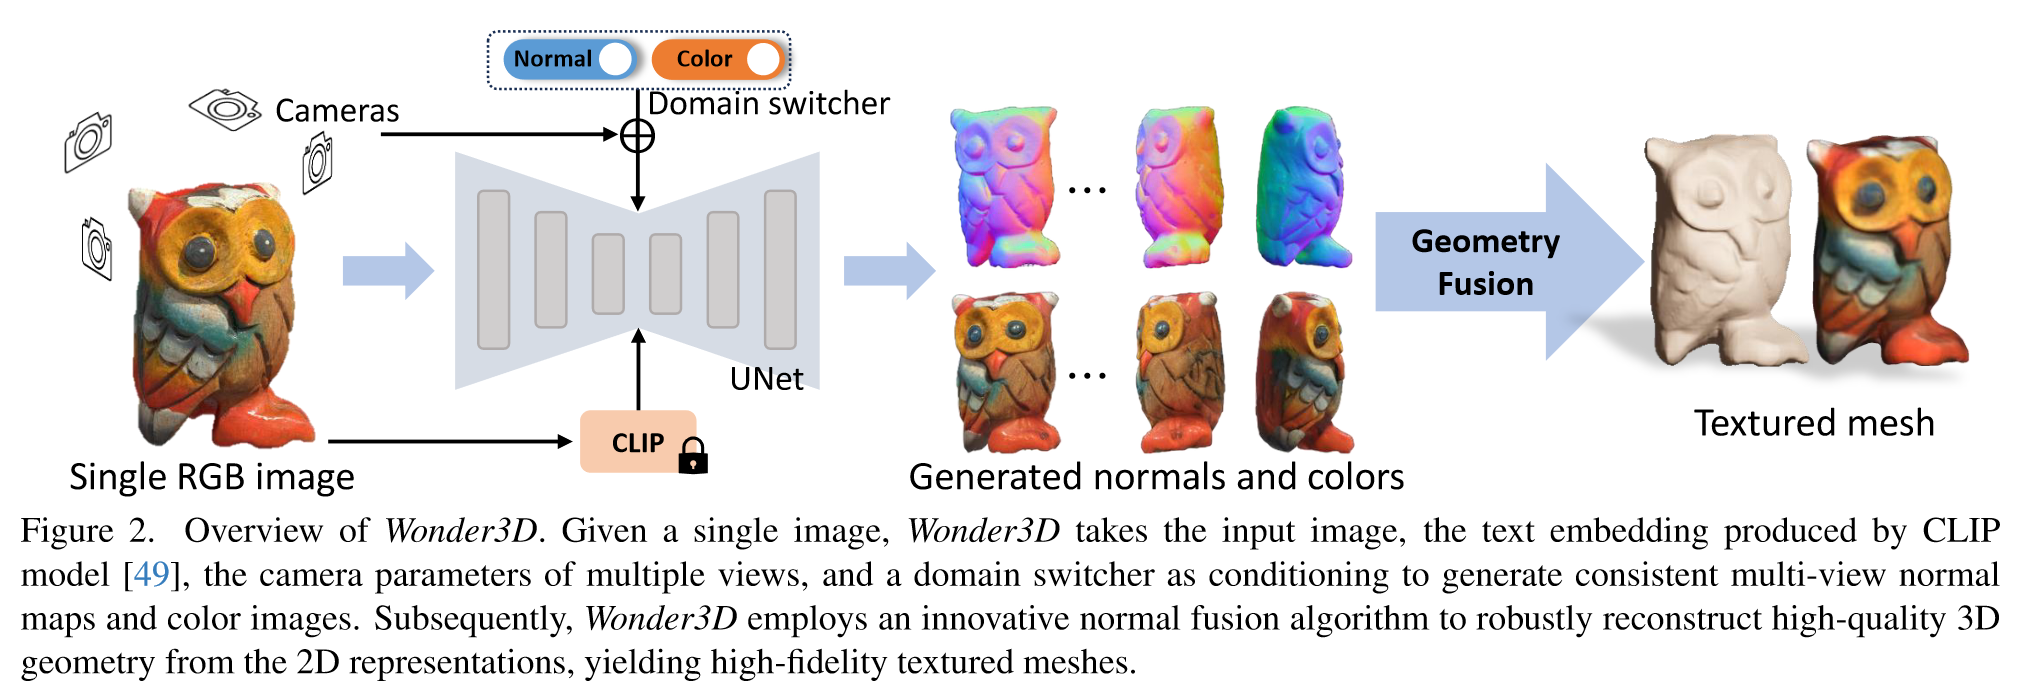 Normal Color
Domain switcher
Cameras
UNet
CLIP
Single RGB image
Generated normals and colors
Geometry
Fusion
Textured mesh
Figure 2. Overview of Wonder3D. Given a single image, Wonder3D takes the input image, the text embedding produced by CLIP
model [49], the camera parameters of multiple views, and a domain switcher as conditioning to generate consistent multi-view normal
maps and color images. Subsequently, Wonder3D employs an innovative normal fusion algorithm to robustly reconstruct high-quality 3D
geometry from the 2D representations, yielding high-fidelity textured meshes.